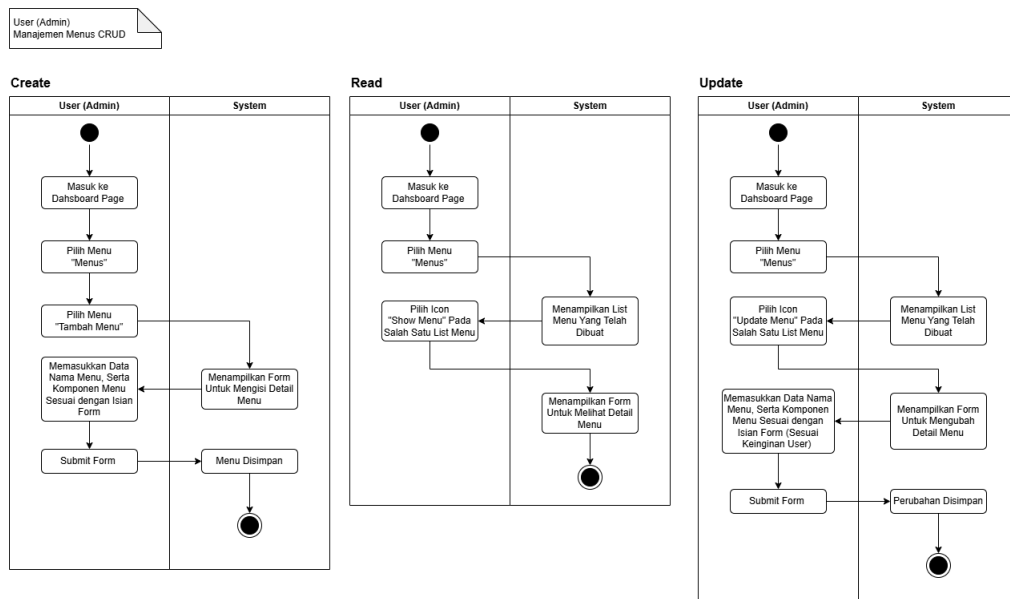 User (Admin)
Manajemen Menus CRUD
Create
User (Admin)
System
Masuk ke
Dahsboard Page
Pilih Menu
"Menus"
Pilih Menu
"Tambah Menu"
Menampilkan Form
Untuk Mengisi Detail
Menu
Memasukkan Data
Nama Menu, Serta
Komponen Menu
Sesuai dengan Isian
Form
Submit Form
Menu Disimpan
Read
User (Admin)
System
Masuk ke
Dahsboard Page
Pilih Menu
"Menus"
Menampilkan List
Menu Yang Telah
Dibuat
Pilih Icon
"Show Menu" Pada
Salah Satu List Menu
Menampilkan Form
Untuk Melihat Detail
Menu
Update
User (Admin)
System
Masuk ke
Dahsboard Page
Pilih Menu
"Menus"
Menampilkan List
Menu Yang Telah
Dibuat
Pilih Icon
"Update Menu" Pada
Salah Satu List Menu
Menampilkan Form
Untuk Mengubah
Detail Menu
Memasukkan Data Nama
Menu, Serta Komponen
Menu Sesuai dengan
Isian Form (Sesuai
Keinginan User)
Submit Form
Perubahan Disimpan